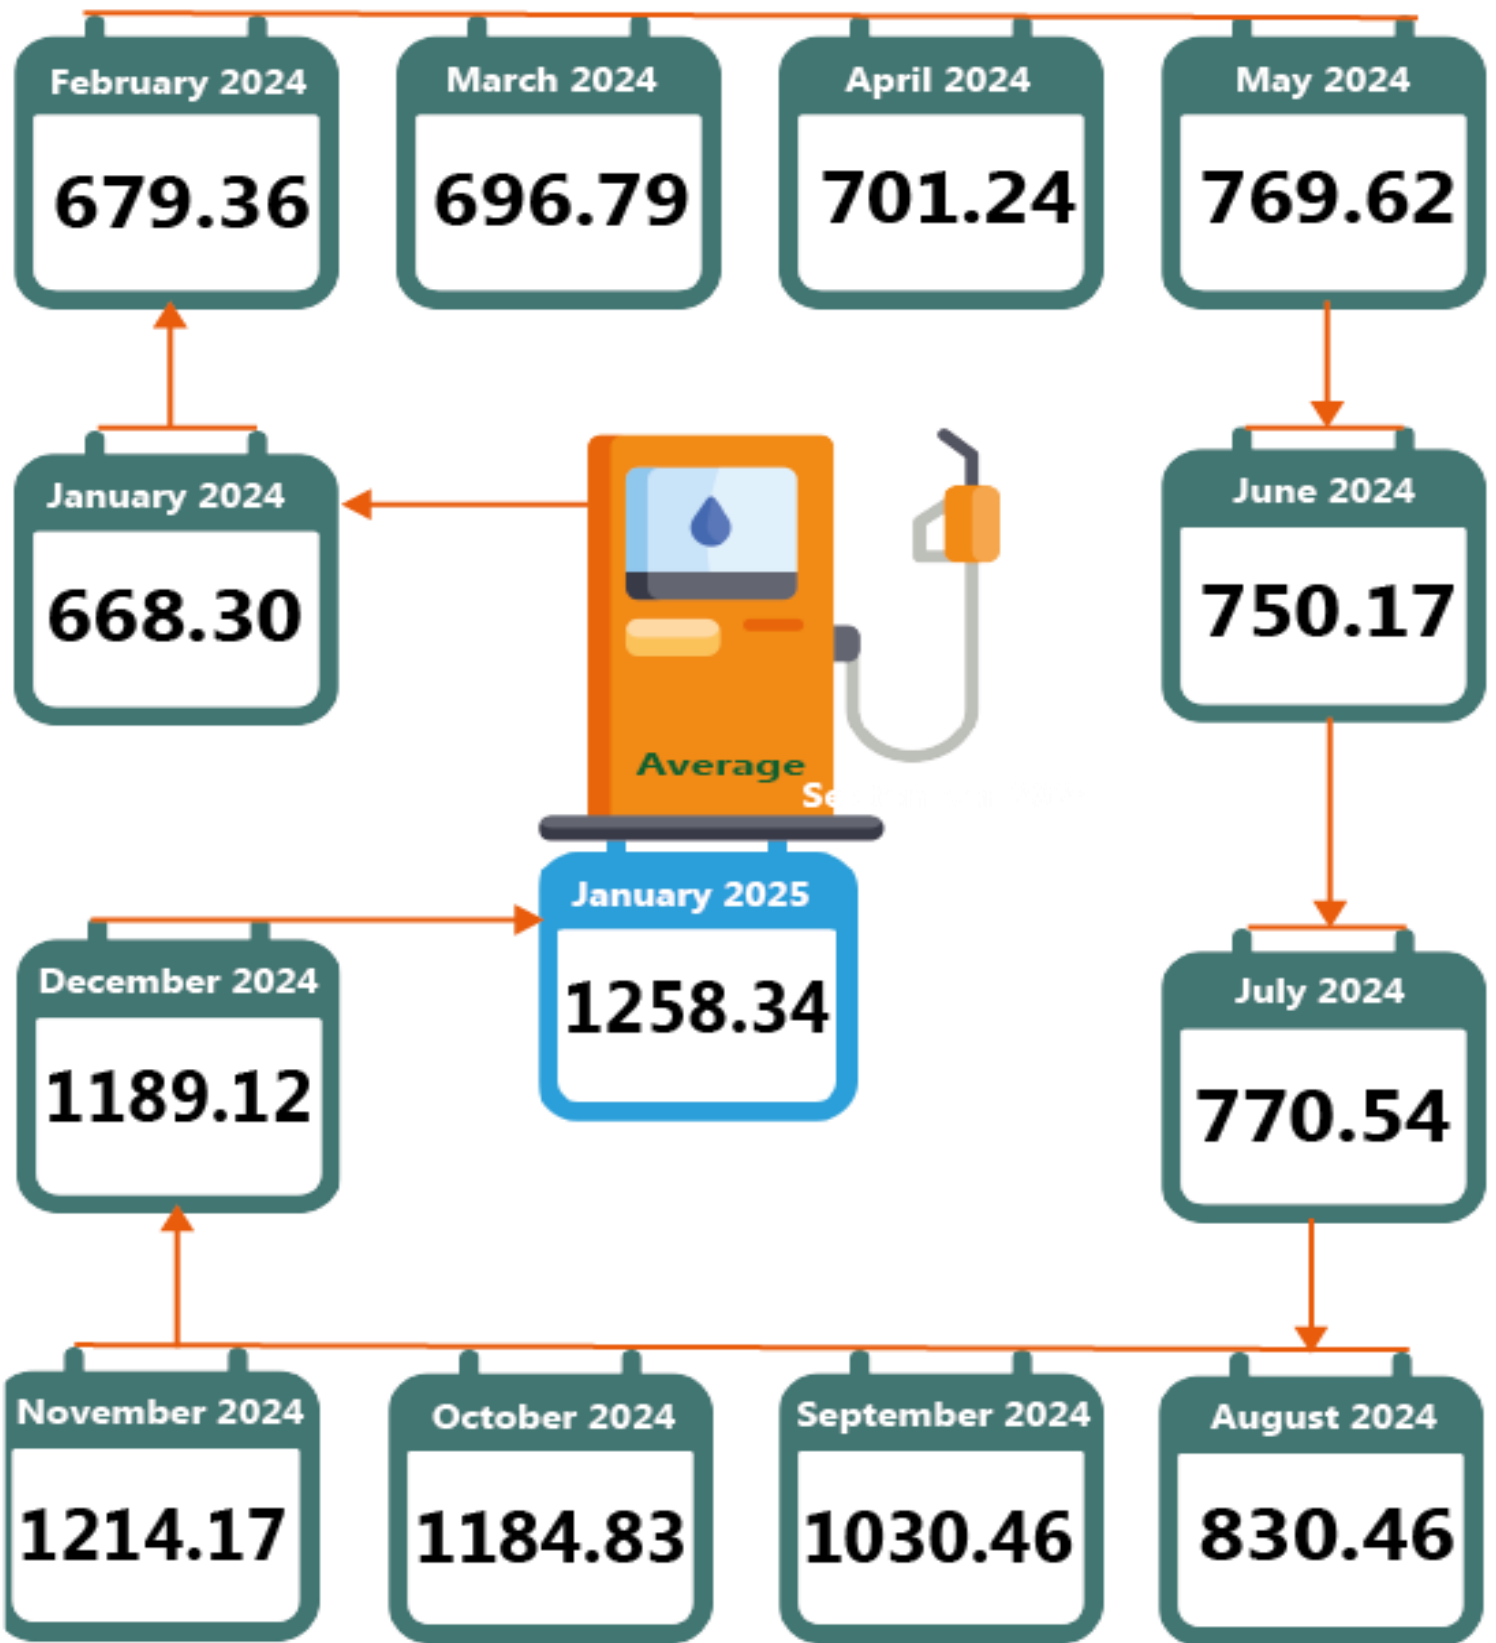 February 2024
679.36
March 2024
696.79
April 2024
701.24
May 2024
769.62
January 2024
668.30
June 2024
750.17
Average
January 2025
1258.34
December 2024
1189.12
July 2024
770.54
November 2024
1214.17
October 2024
1184.83
September 2024
1030.46
August 2024
830.46